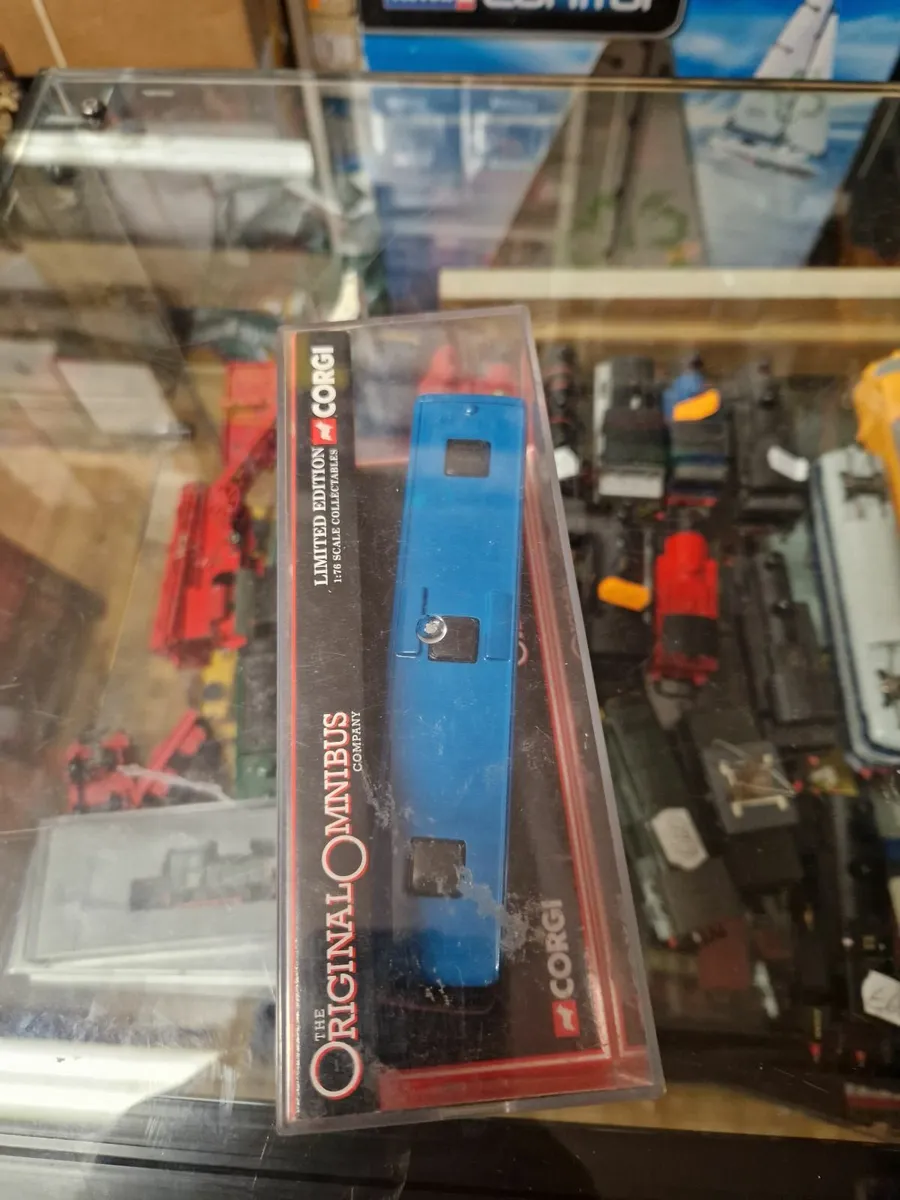 THE
ORIGINAL OMNIBUS
COMPANY
LIMITED EDITION
1:76 SCALE COLLECTABLES
CORGI
CORGI